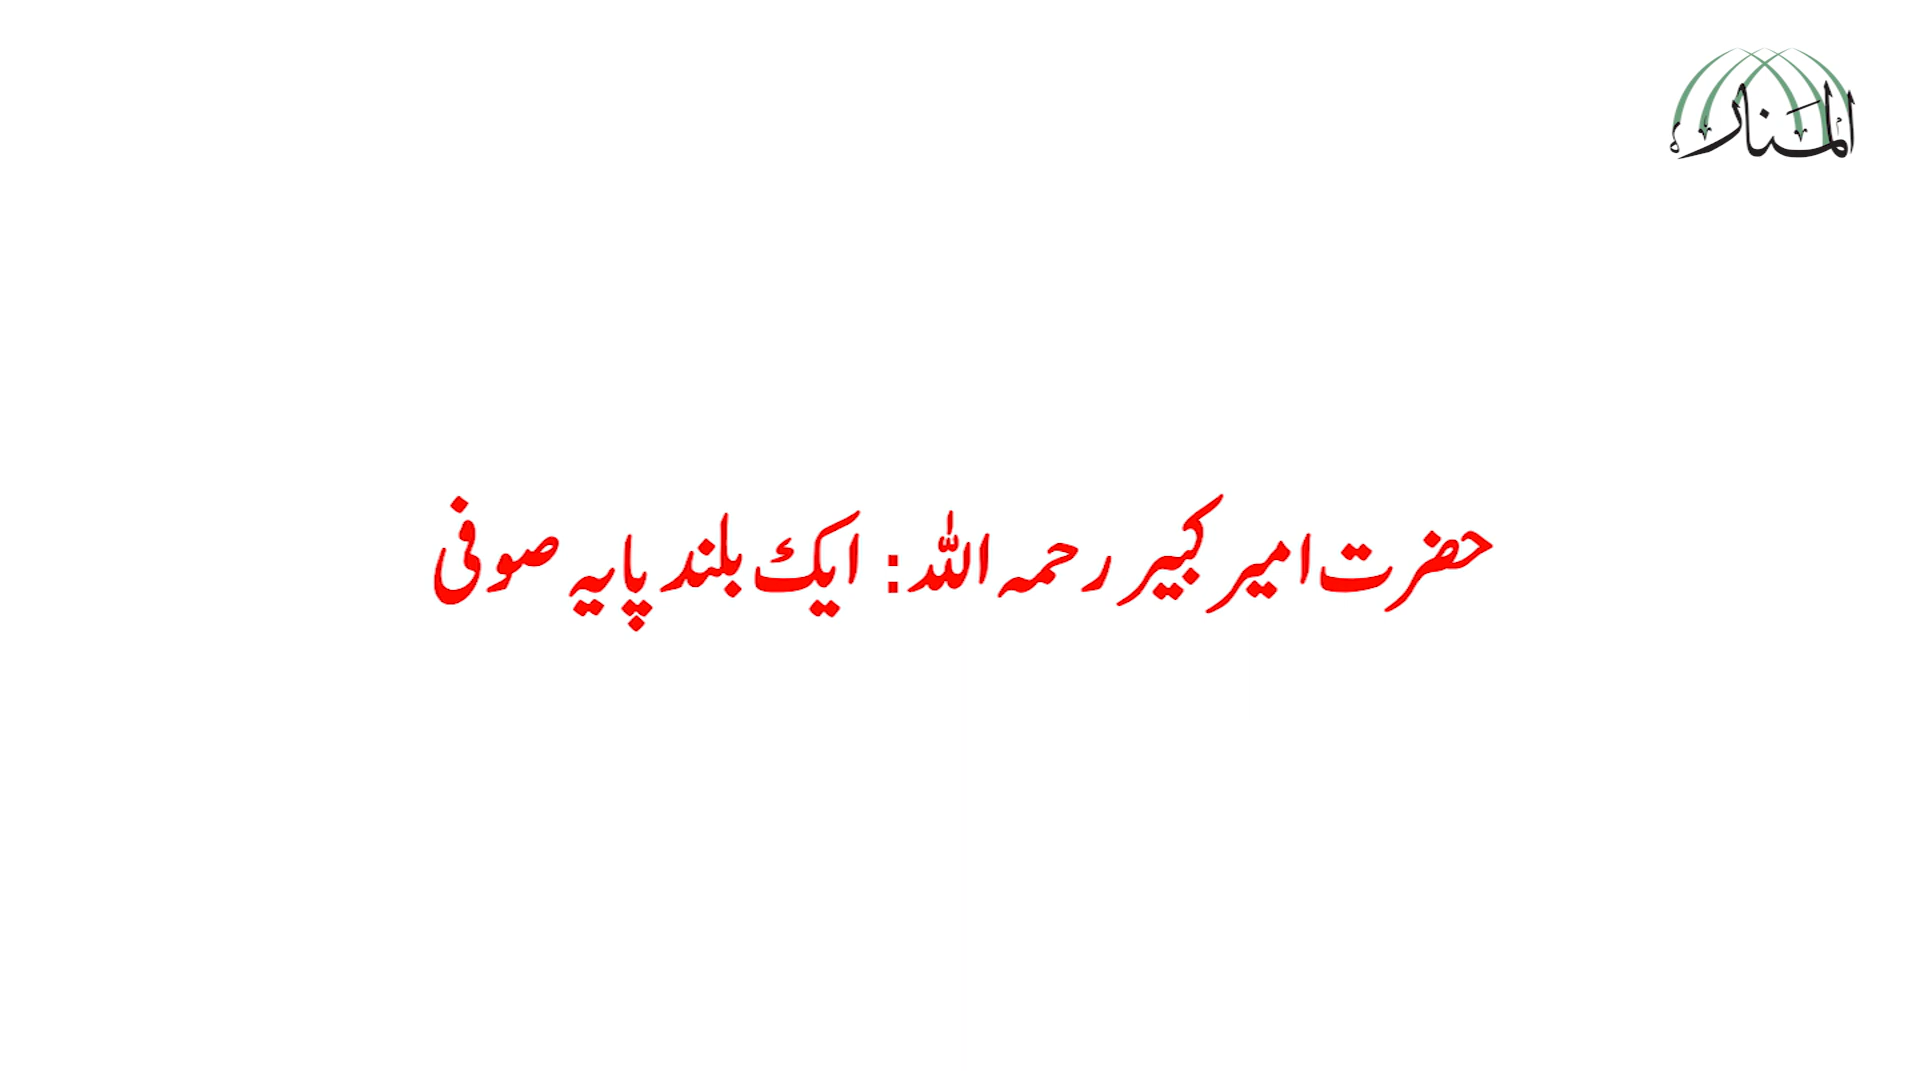 المنار
حضرت امیر کبیر رحمہ اللہ: ایک بلند پایہ صوفی